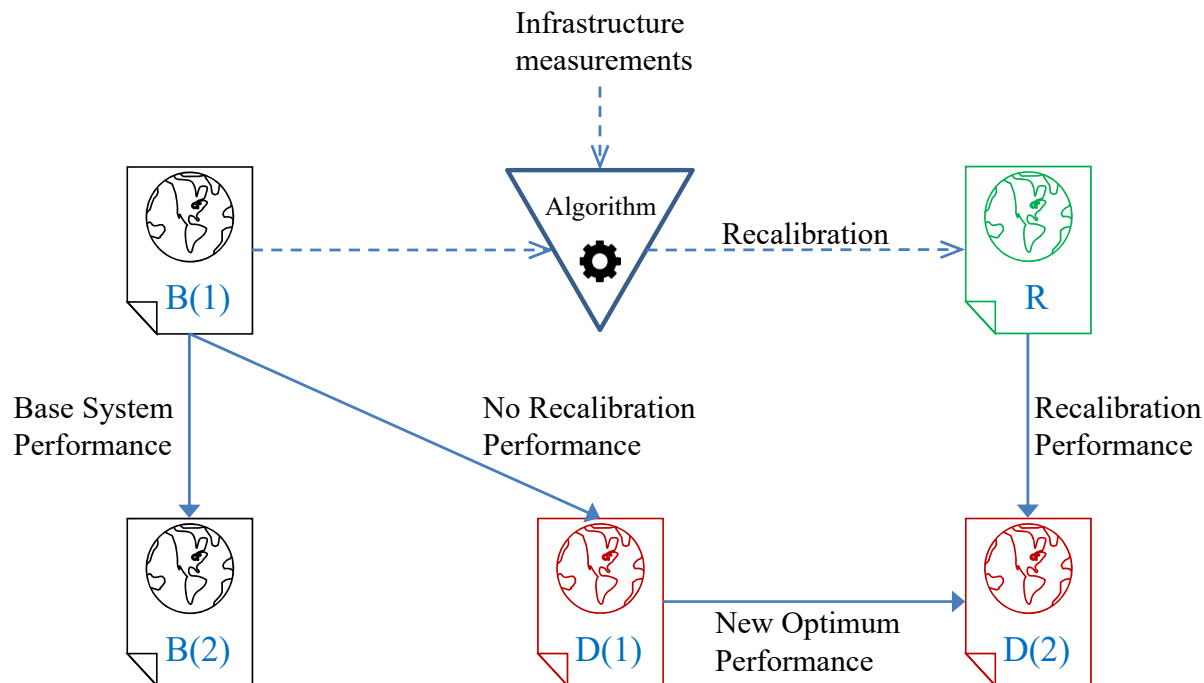 Infrastructure
measurements
Algorithm
Recalibration
B(1)
R
Base System
Performance
No Recalibration
Performance
Recalibration
Performance
B(2)
D(1)
New Optimum
Performance
D(2)